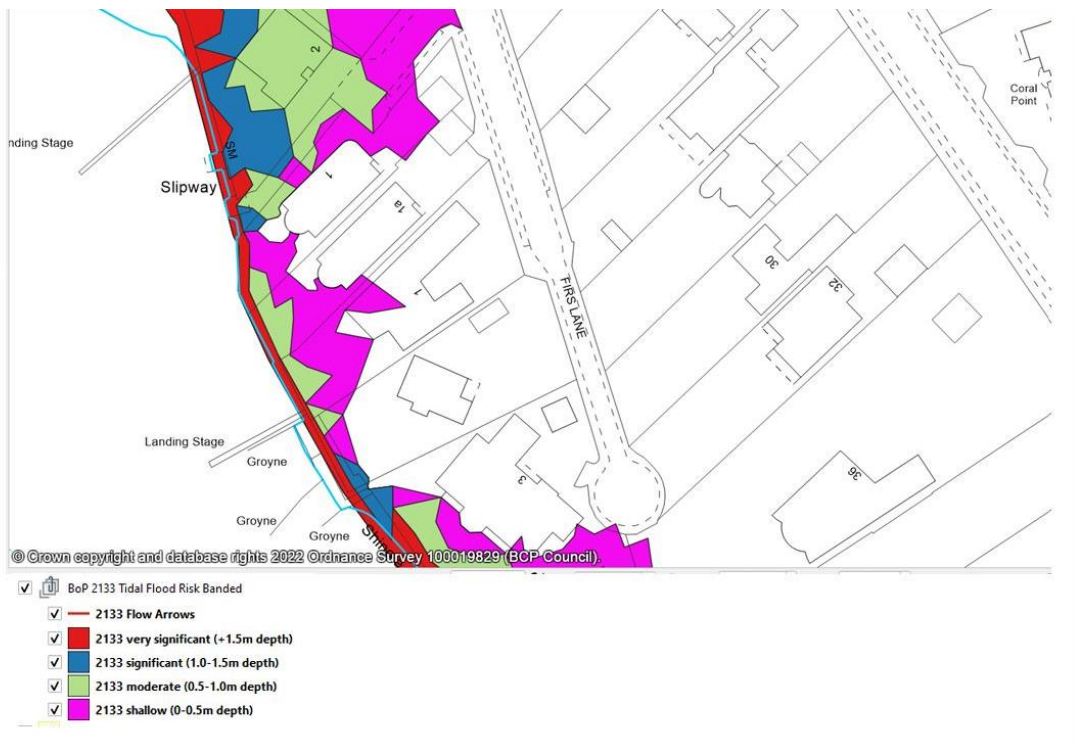 2
Coral
Point
nding Stage
SM
Slipway
1
1a
1
FIRS LANE
30
32
Landing Stage
Groyne
3
36
Groyne
Groyne
© Crown copyright and database rights 2022 Ordnance Survey 100019829 (BCP Council).
BoP 2133 Tidal Flood Risk Banded
2133 Flow Arrows
2133 very significant (+1.5m depth)
2133 significant (1.0-1.5m depth)
2133 moderate (0.5-1.0m depth)
2133 shallow (0-0.5m depth)